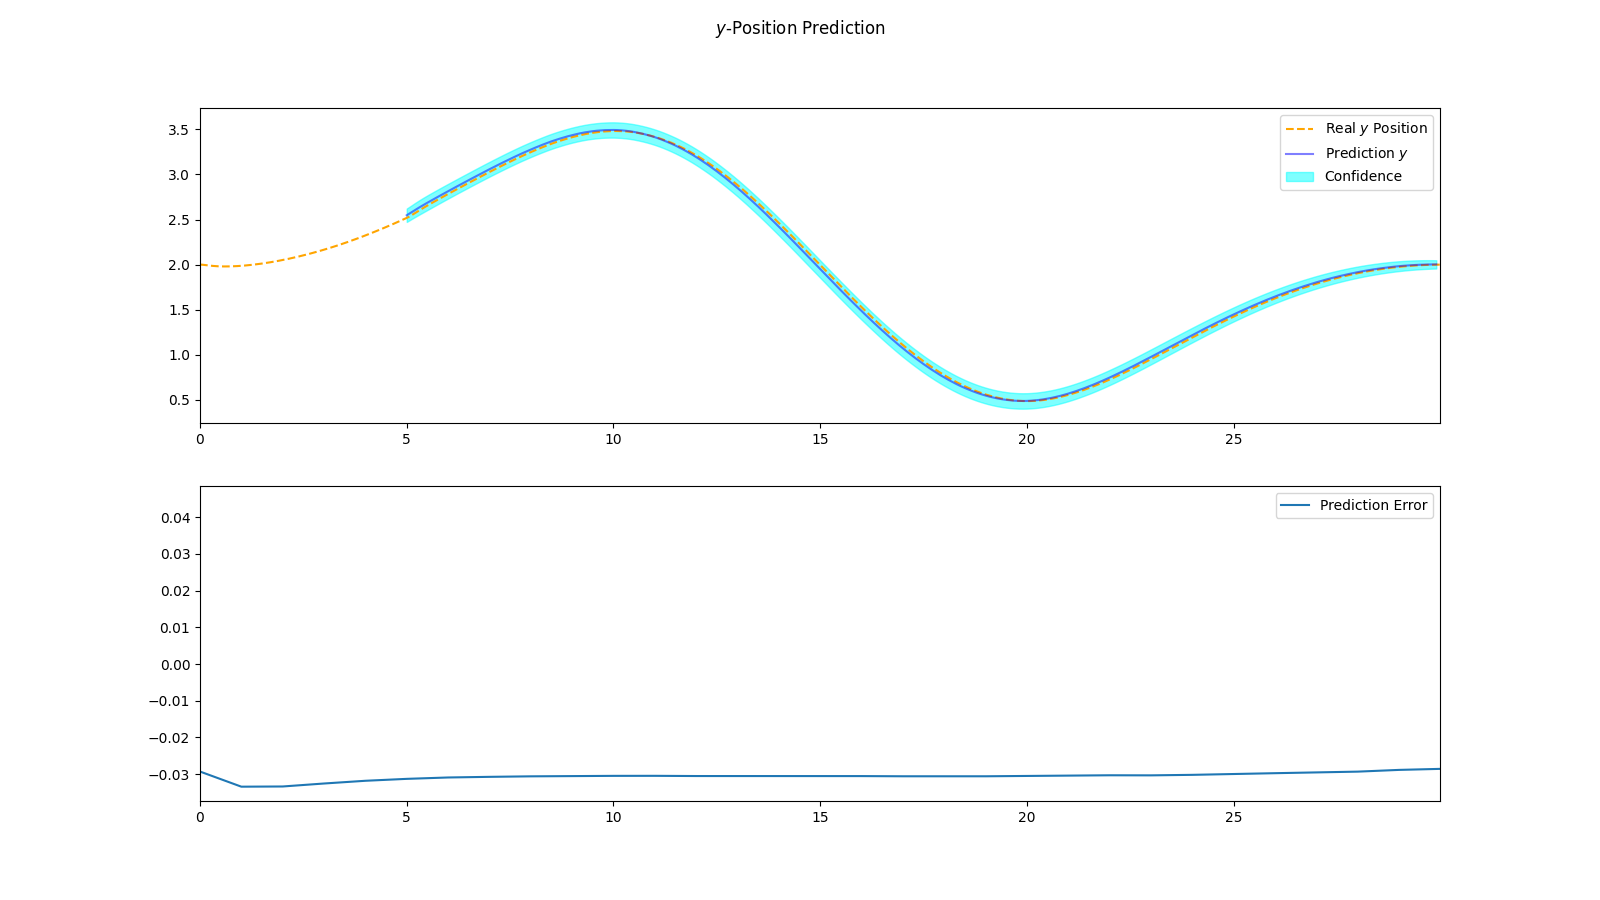 y-Position Prediction
3.5
3.0
2.5
2.0
1.5
1.0
0.5
Real y Position
Prediction y
Confidence
0 5 10 15 20 25
0.04
0.03
0.02
0.01
0.00
−0.01
−0.02
−0.03
Prediction Error
0 5 10 15 20 25